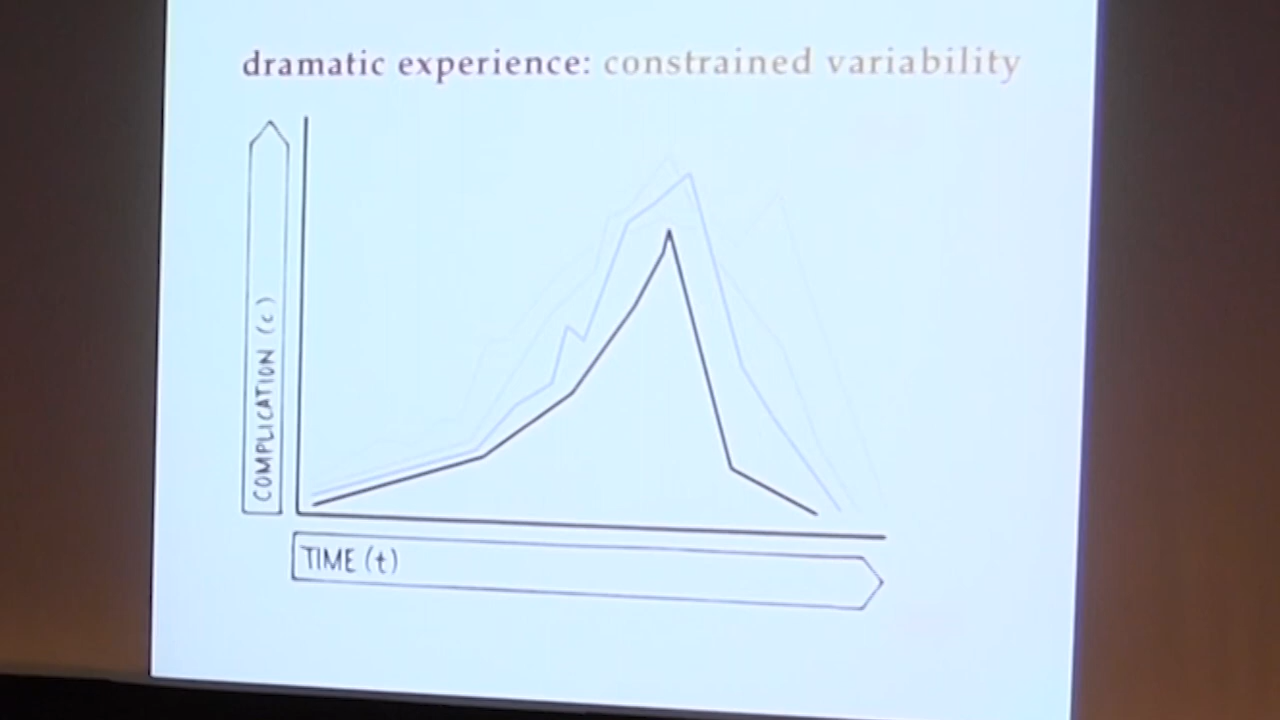 dramatic experience: constrained variability
COMPLICATION (c)
TIME (t)